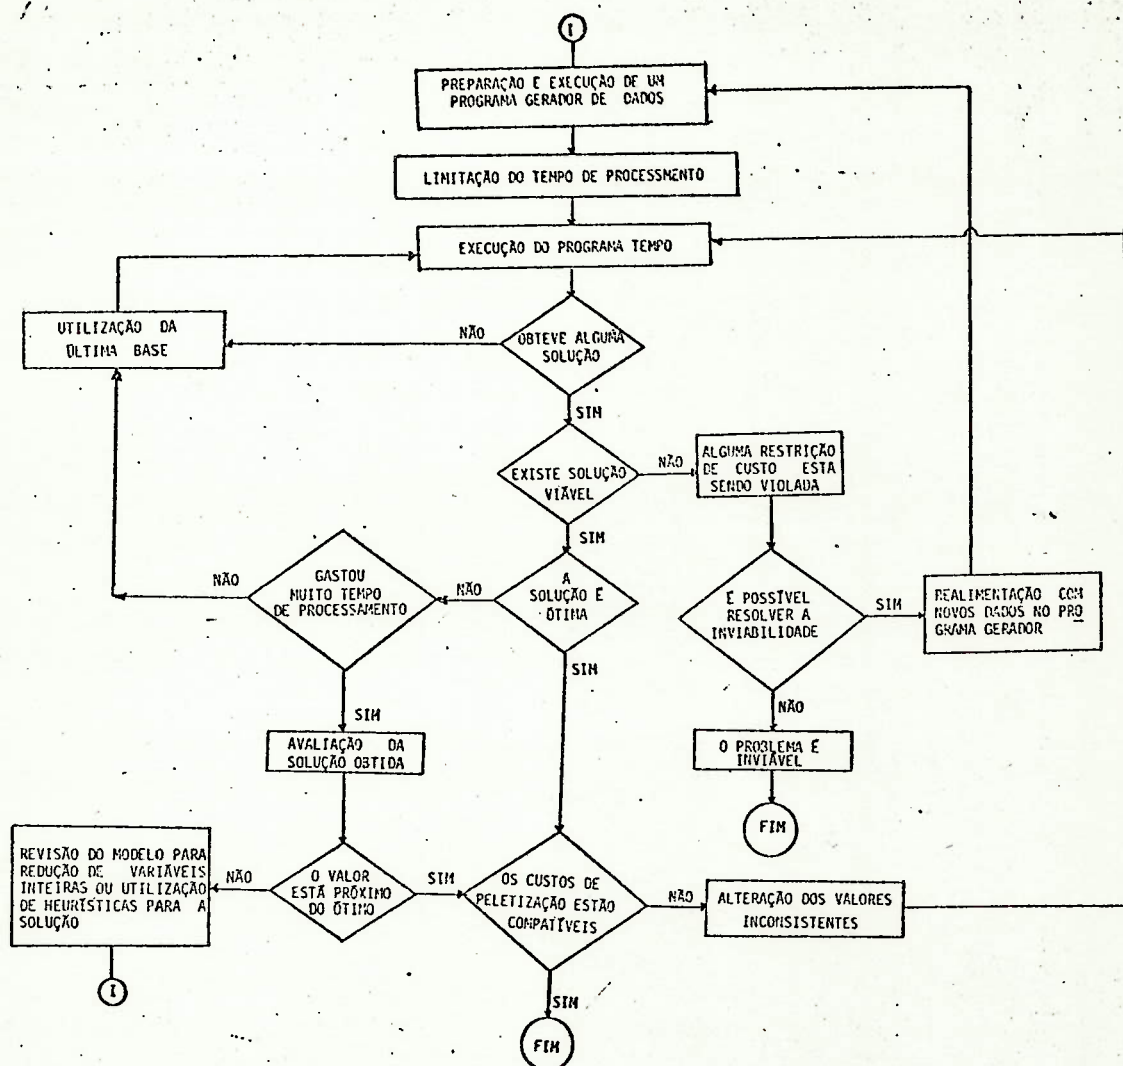 I
PREPARAÇÃO E EXECUÇÃO DE UM
PROGRAMA GERADOR DE DADOS
LIMITAÇÃO DO TEMPO DE PROCESSMENTO
EXECUÇÃO DO PROGRAMA TEMPO
UTILIZAÇÃO DA
ÚLTIMA BASE
NÃO
OBTEVE ALGUMA
SOLUÇÃO
SIM
EXISTE SOLUÇÃO
VIÁVEL
NÃO
ALGUMA RESTRIÇÃO
DE CUSTO ESTA
SENDO VIOLADA
SIM
NÃO
GASTOU
MUITO TEMPO
DE PROCESSAMENTO
NÃO
A
SOLUÇÃO É
ÓTIMA
É POSSÍVEL
RESOLVER A
INVIABILIDADE
SIM
REALIMENTAÇÃO COM
NOVOS DADOS NO PRO
GRAMA GERADOR
SIM
SIM
NÃO
AVALIAÇÃO DA
SOLUÇÃO OBTIDA
O PROBLEMA É
INVIÁVEL
FIM
REVISÃO DO MODELO PARA
REDUÇÃO DE VARIÁVEIS
INTEIRAS OU UTILIZAÇÃO
DE HEURÍSTICAS PARA A
SOLUÇÃO
NÃO
O VALOR
ESTÁ PRÓXIMO
DO ÓTIMO
SIM
OS CUSTOS DE
PELETIZAÇÃO ESTÃO
COMPATÍVEIS
NÃO
ALTERAÇÃO DOS VALORES
INCONSISTENTES
I
SIM
FIM